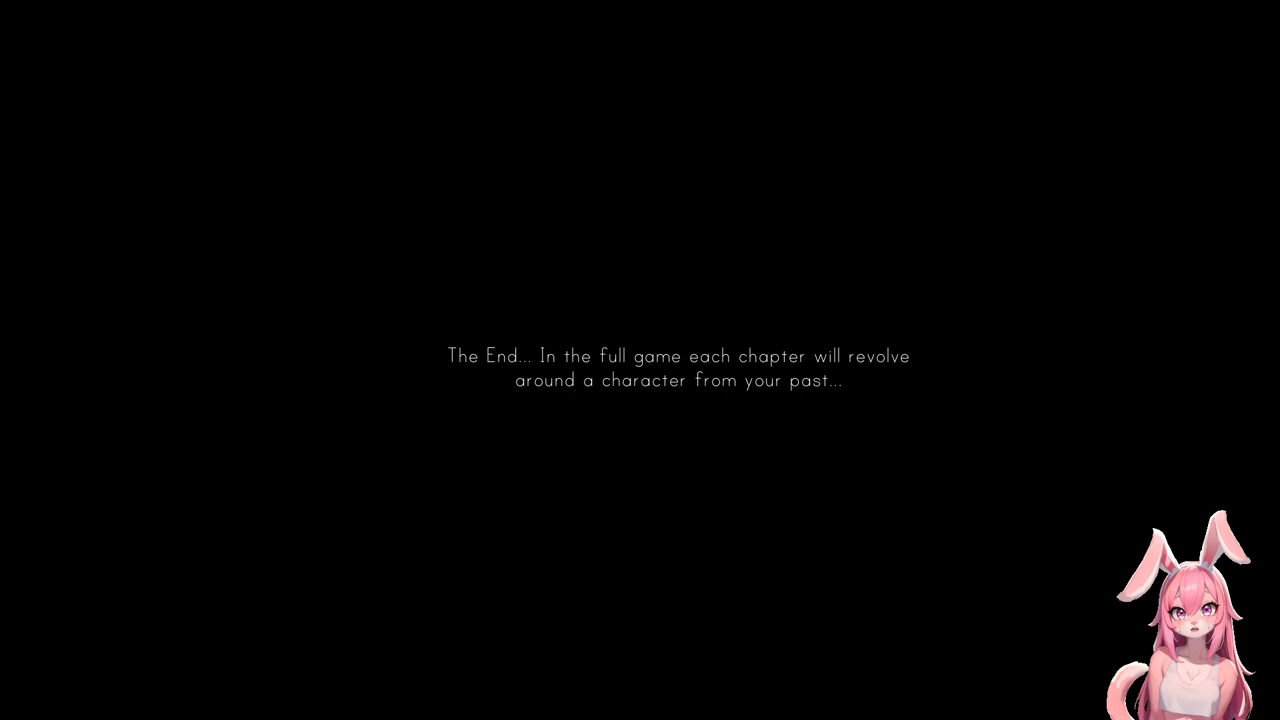 The End... In the full game each chapter will revolve
around a character from your past...